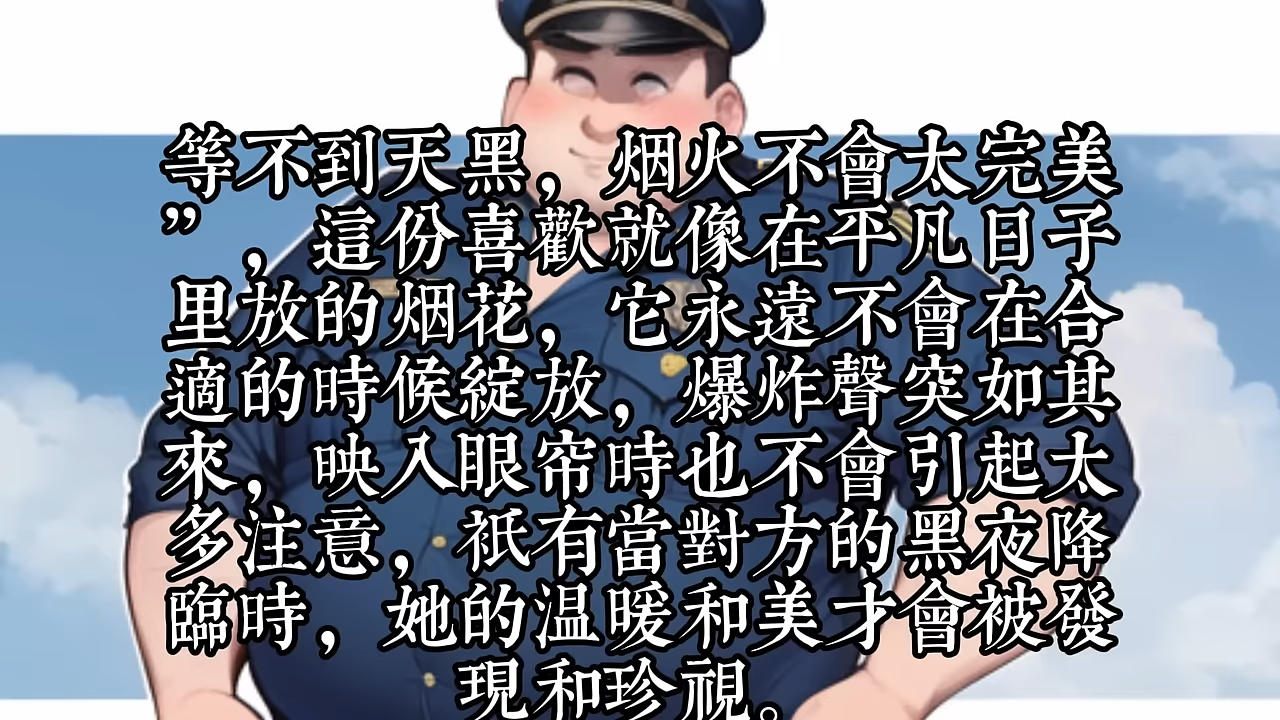 等不到天黑，烟火不會太完美
”，這份喜歡就像在平凡日子
里放的烟花，它永遠不會在合
適的時候綻放，爆炸聲突如其
來，映入眼帘時也不會引起太
多注意，衹有當對方的黑夜降
臨時，她的温暖和美才會被發
現和珍視。